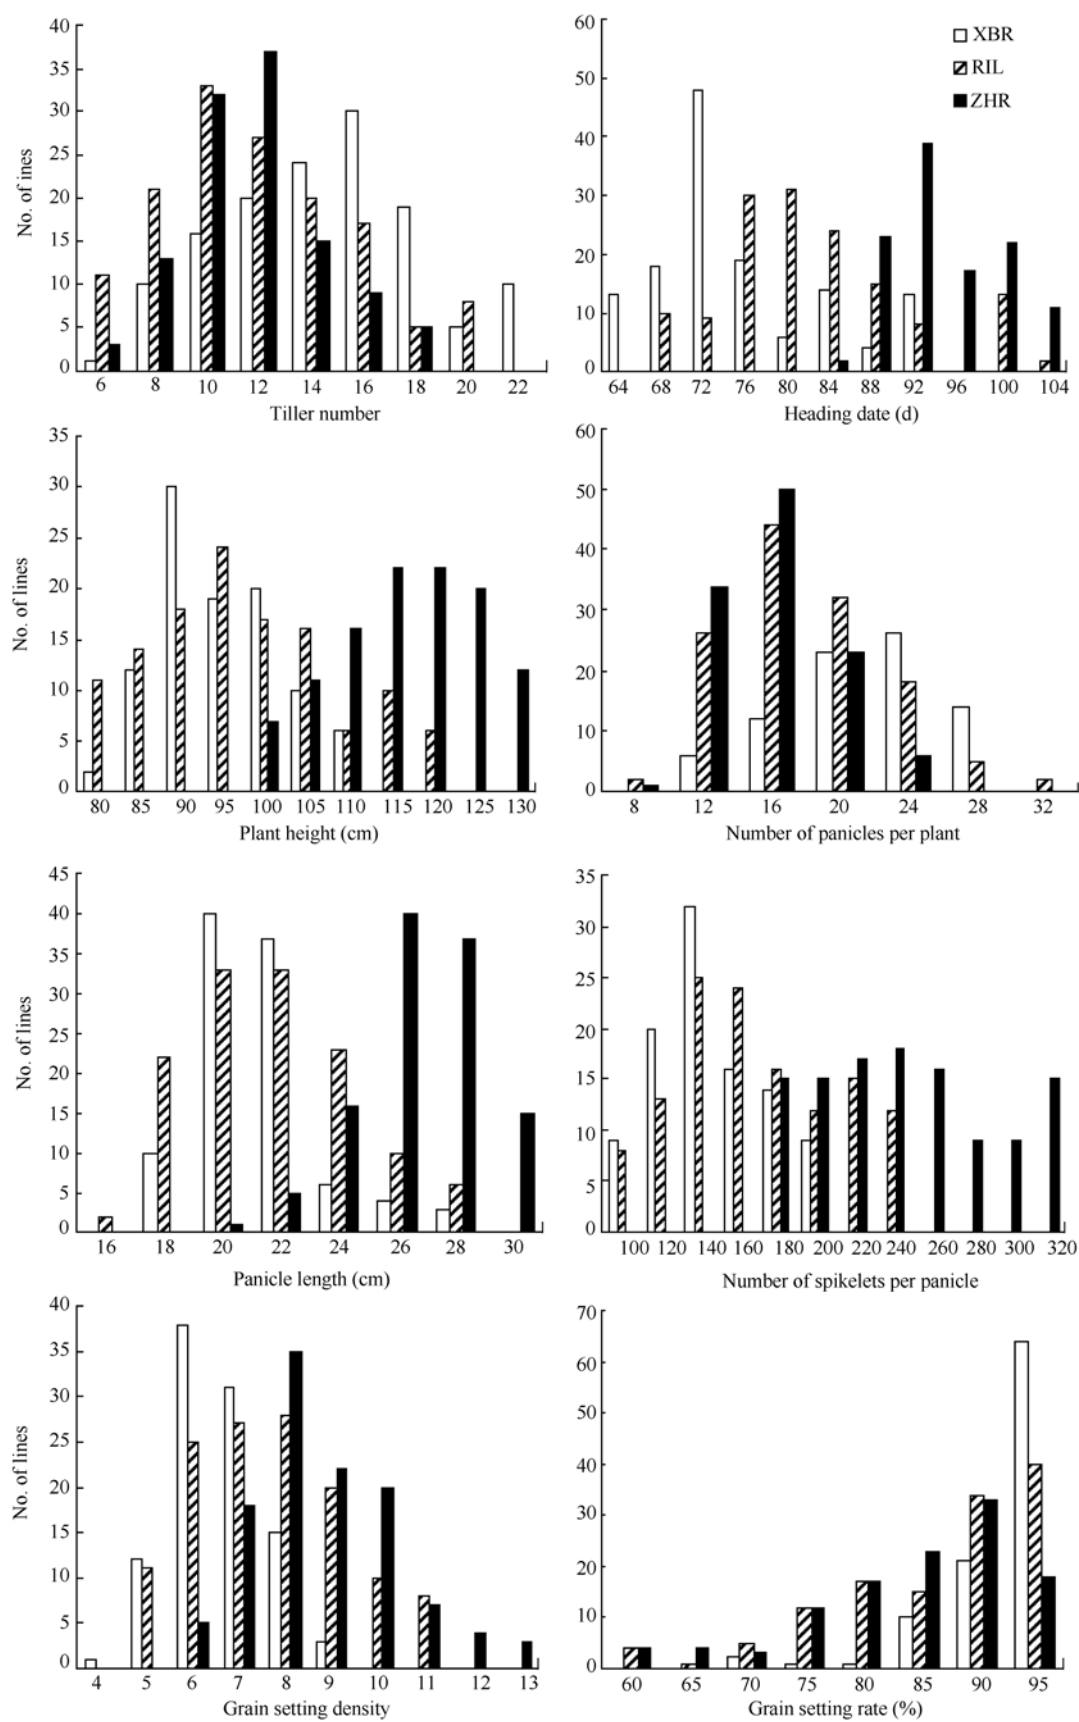 40
35
30
25
20
15
10
5
0
No. of ines
6 8 10 12 14 16 18 20 22
Tiller number
60
50
40
30
20
10
0
XBR
RIL
ZHR
64 68 72 76 80 84 88 92 96 100 104
Heading date (d)
35
30
25
20
15
10
5
0
No. of lines
80 85 90 95 100 105 110 115 120 125 130
Plant height (cm)
60
50
40
30
20
10
0
8 12 16 20 24 28 32
Number of panicles per plant
45
40
35
30
25
20
15
10
5
0
No. of lines
16 18 20 22 24 26 28 30
Panicle length (cm)
35
30
25
20
15
10
5
0
100 120 140 160 180 200 220 240 260 280 300 320
Number of spikelets per panicle
40
35
30
25
20
15
10
5
0
No. of lines
4 5 6 7 8 9 10 11 12 13
Grain setting density
70
60
50
40
30
20
10
0
60 65 70 75 80 85 90 95
Grain setting rate (%)